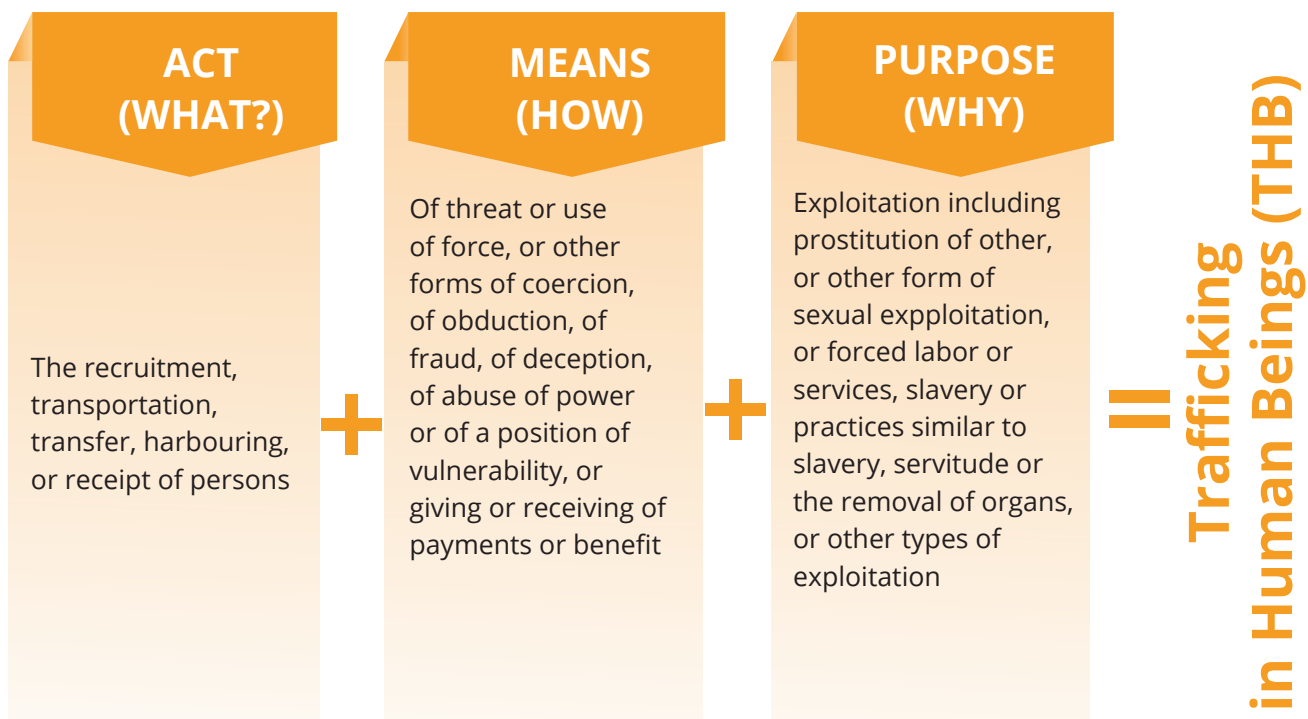 ACT
(WHAT?)
The recruitment,
transportation,
transfer, harbouring,
or receipt of persons
+
MEANS
(HOW)
Of threat or use
of force, or other
forms of coercion,
of obduction, of
fraud, of deception,
of abuse of power
or of a position of
vulnerability, or
giving or receiving of
payments or benefit
+
PURPOSE
(WHY)
Exploitation including
prostitution of other,
or other form of
sexual expploitation,
or forced labor or
services, slavery or
practices similar to
slavery, servitude or
the removal of organs,
or other types of
exploitation
=
Trafficking
in Human Beings (THB)